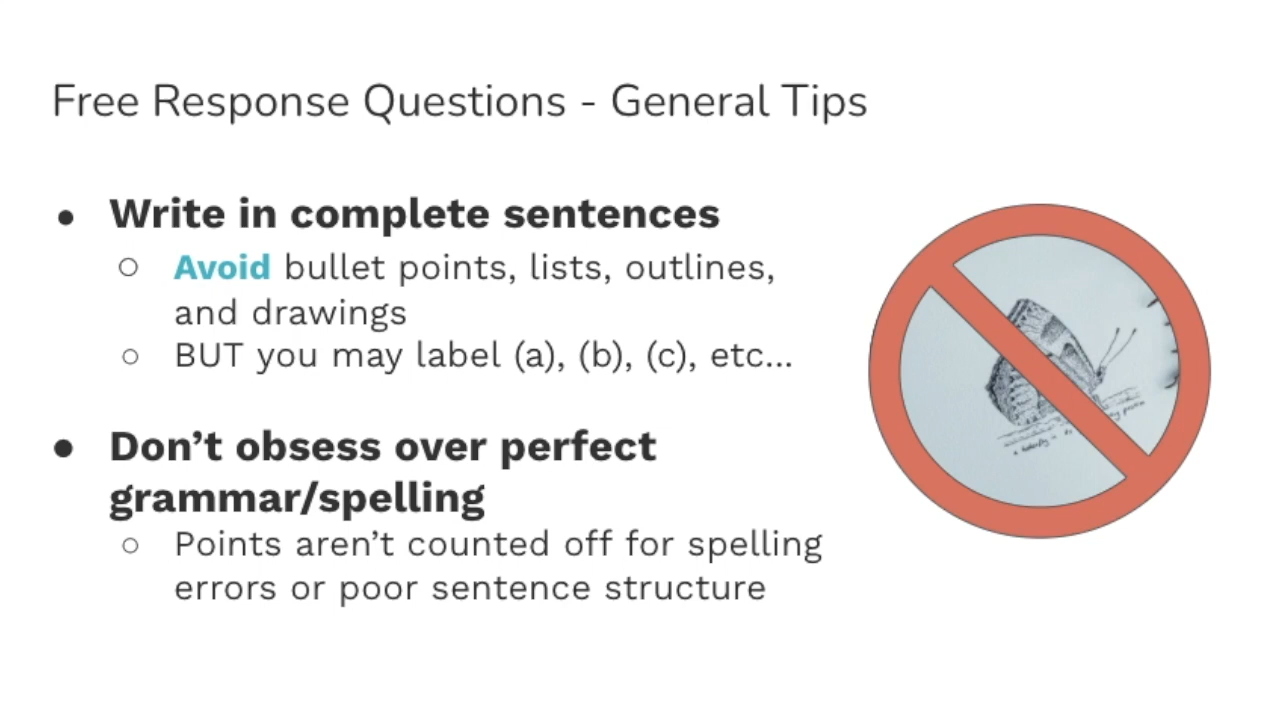 Free Response Questions - General Tips
● Write in complete sentences
○ Avoid bullet points, lists, outlines,
and drawings
○ BUT you may label (a), (b), (c), etc...
● Don’t obsess over perfect
grammar/spelling
○ Points aren’t counted off for spelling
errors or poor sentence structure